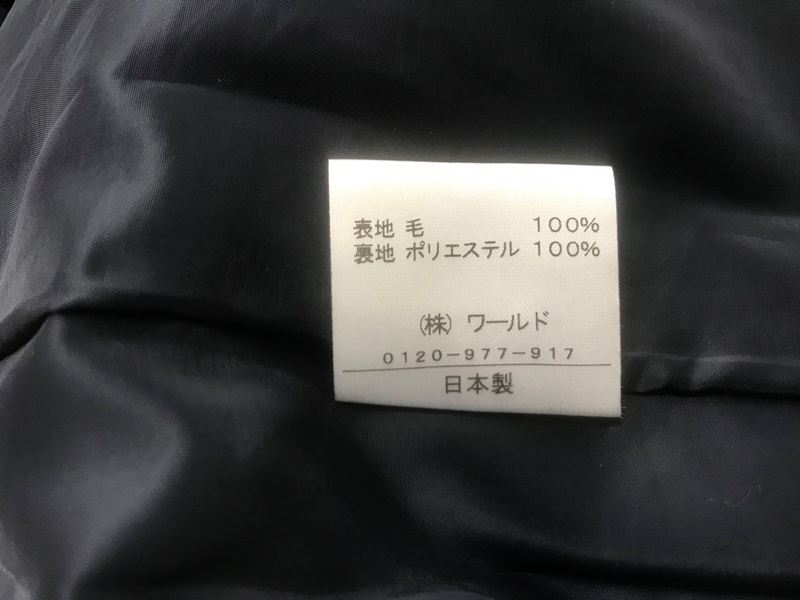 表地 毛 100%
裏地 ポリエステル 100%
(株) ワールド
0120-977-917
日本製